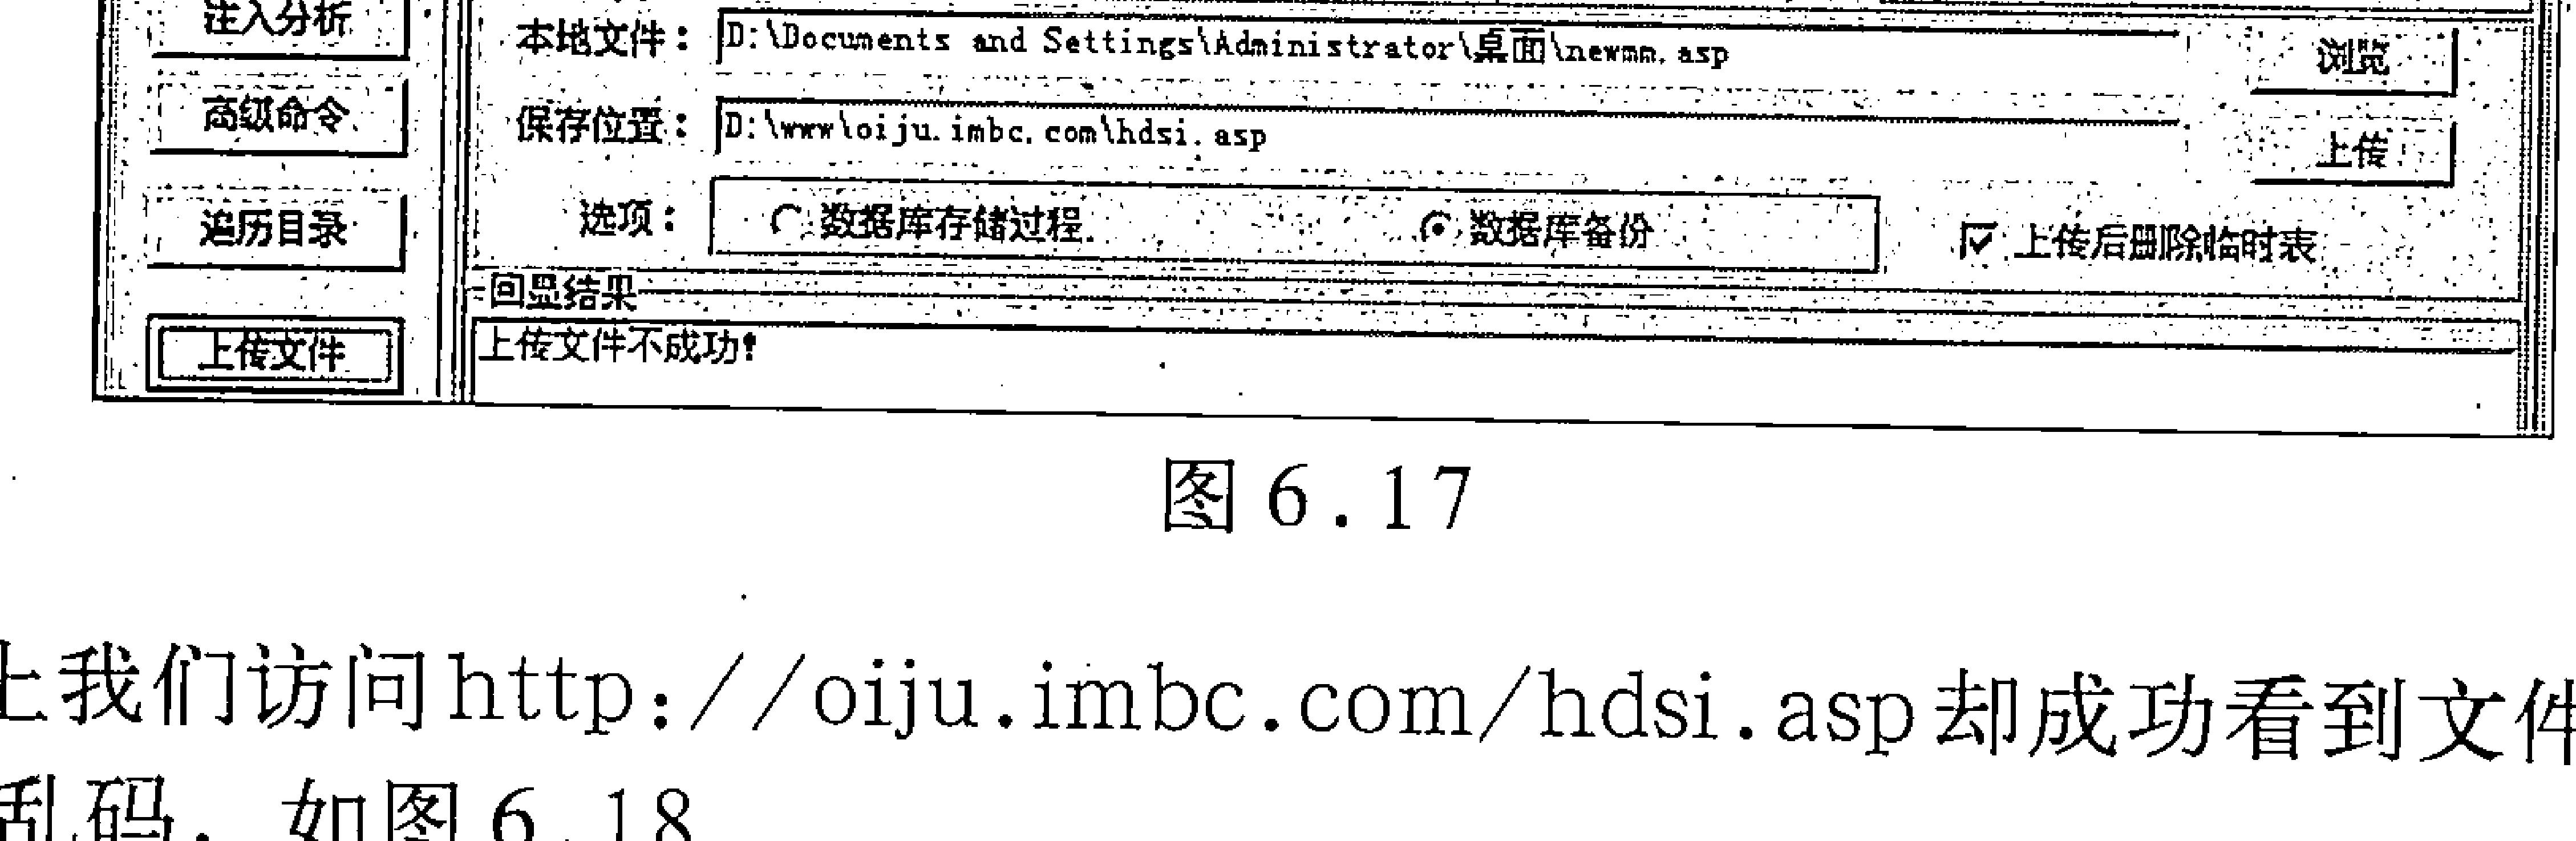 注入分析
本地文件: D:\Documents and Settings\Administrator\桌面\newmm.asp 浏览
高级命令
保存位置: D:\www\oiju.imbc.com\hdsi.asp 上传
遍历目录
选项: 数据库存储过程 数据库备份 上传后删除临时表
回显结果
上传文件
上传文件不成功!
图 6.17
上我们访问http://oiju.imbc.com/hdsi.asp却成功看到文件
乱码, 如图 6.18